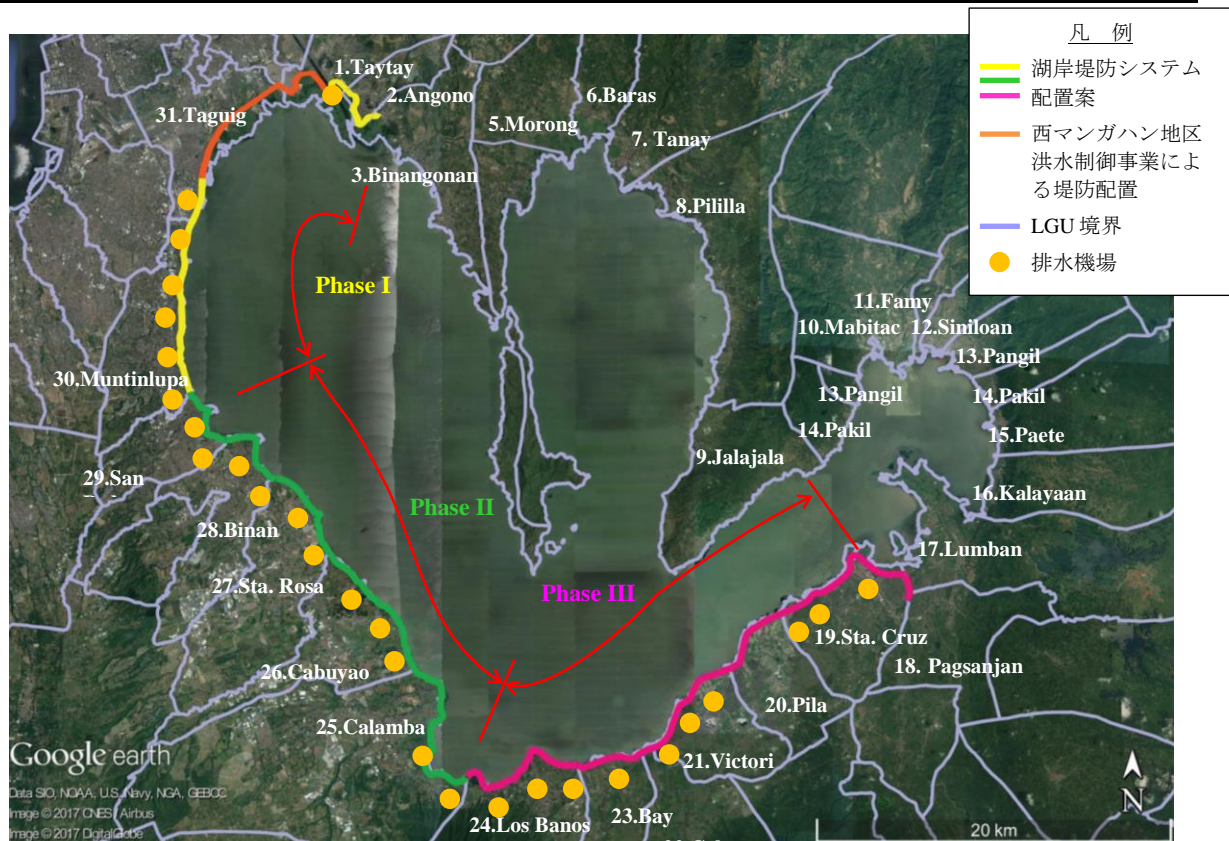 凡 例
湖岸堤防システム
配置案
西マンガハン地区
洪水制御事業によ
る堤防配置
LGU 境界
排水機場
1.Taytay
2.Angono
6.Baras
31.Taguig
5.Morong
7. Tanay
3.Binangonan
8.Pililla
Phase I
11.Famy
10.Mabitac 12.Siniloan
13.Pangil
30.Muntinlupa
13.Pangil
14.Pakil
14.Pakil
15.Paete
9.Jalajala
29.San
16.Kalayaan
Phase II
28.Binan
17.Lumban
27.Sta. Rosa
Phase III
19.Sta. Cruz
26.Cabuyao
18. Pagsanjan
20.Pila
25.Calamba
21.Victori
Google earth
Data SIO, NOAA, U.S. Navy, NGA, GEBCO
Image © 2017 CNES / Airbus
Image © 2017 DigitalGlobe
23.Bay
24.Los Banos
N
20 km